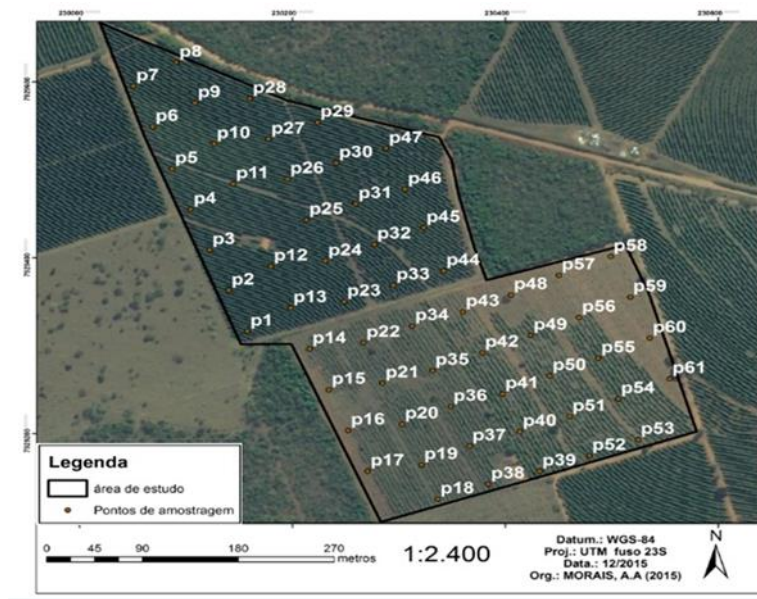 230000 230200 230400 230600
p8
p7
p9
p28
p6
p29
p10
p27
p47
p5
p30
p11
p26
p46
p4
p31
p25
p45
p3
p32
p12
p24
p44
p58
p2
p33
p57
p13
p23
p48
p59
p43
p1
p34
p56
p14
p22
p49
p60
p42
p35
p55
p15
p21
p50
p61
p41
p36
p54
p16
p20
p51
p40
p37
p53
p17
p19
p52
p39
p38
p18
Legenda
área de estudo
Pontos de amostragem
0 45 90 180 270
metros
1:2.400
Datum.: WGS-84
Proj.: UTM fuso 23S
Data.: 12/2015
Org.: MORAIS, A.A (2015)
N